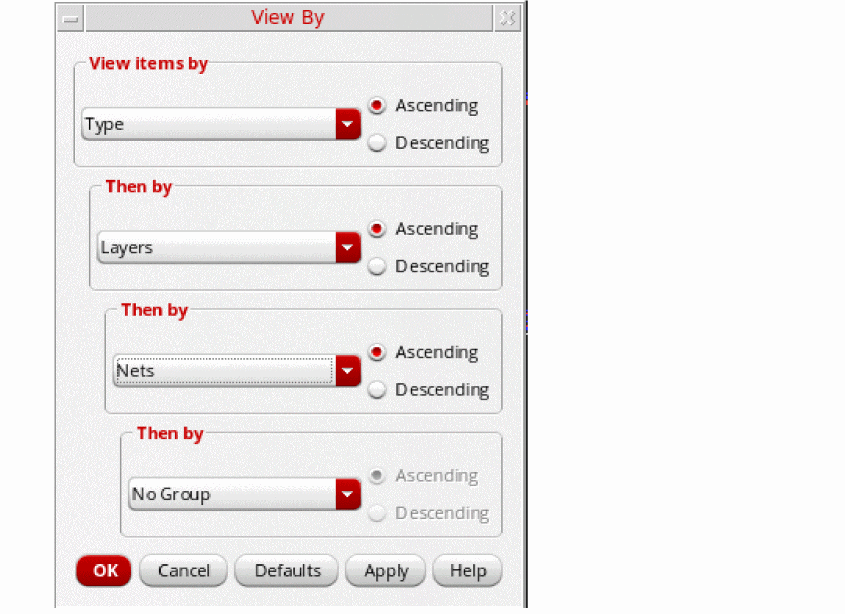 View By
View items by
Type
Ascending
Descending
Then by
Layers
Ascending
Descending
Then by
Nets
Ascending
Descending
Then by
No Group
Ascending
Descending
OK Cancel Defaults Apply Help